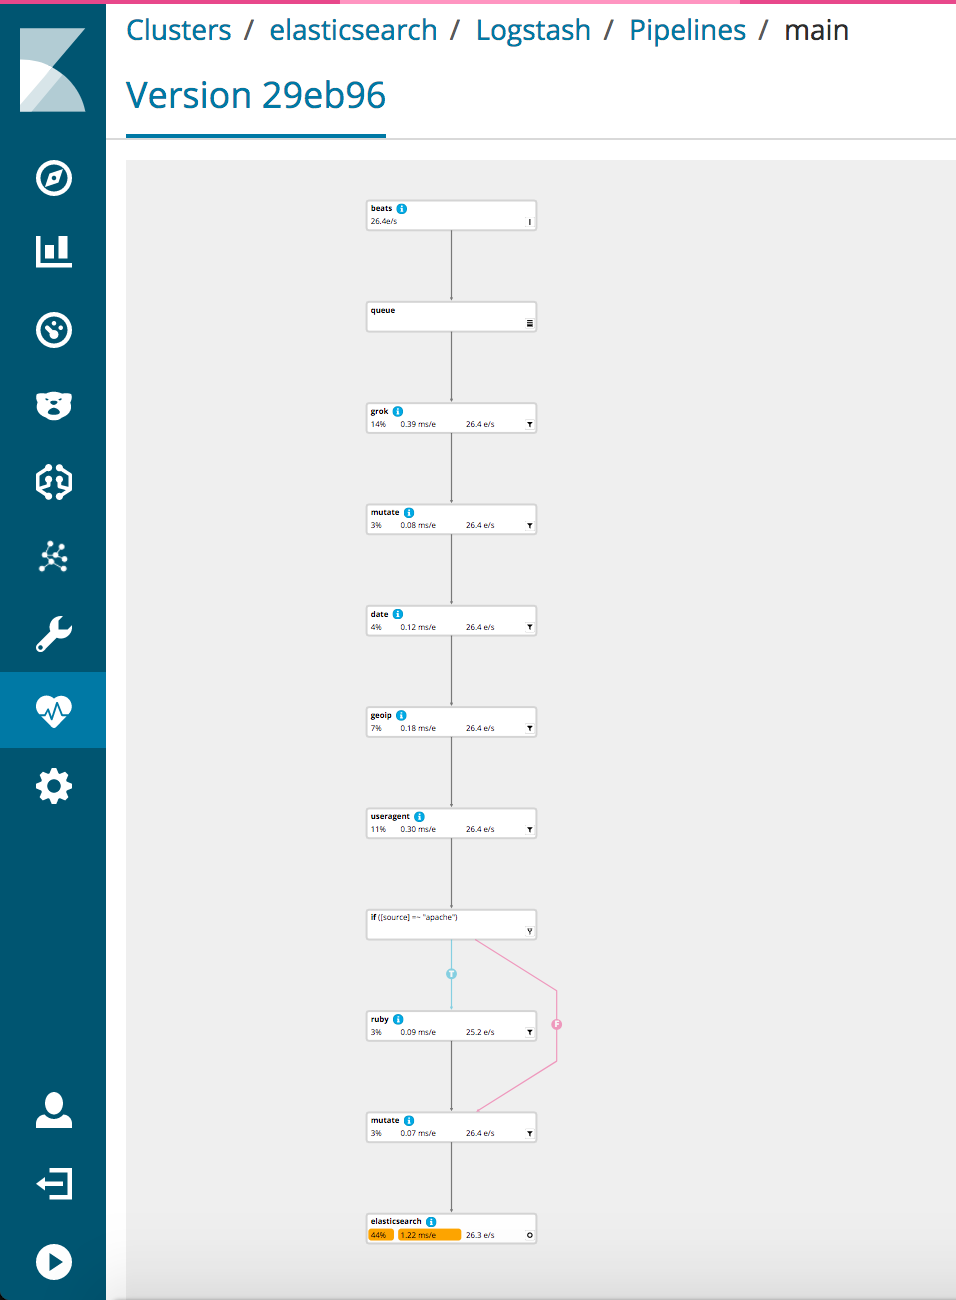 Clusters / elasticsearch / Logstash / Pipelines / main
Version 29eb96
beats i
26.4e/s I
queue
grok i
14% 0.39 ms/e 26.4 e/s
mutate i
3% 0.08 ms/e 26.4 e/s
date i
4% 0.12 ms/e 26.4 e/s
geoip i
7% 0.18 ms/e 26.4 e/s
useragent i
11% 0.30 ms/e 26.4 e/s
if ([source] =~ "apache")
T
ruby i
F
3% 0.09 ms/e 25.2 e/s
mutate i
3% 0.07 ms/e 26.4 e/s
elasticsearch i
44% 1.22 ms/e 26.3 e/s